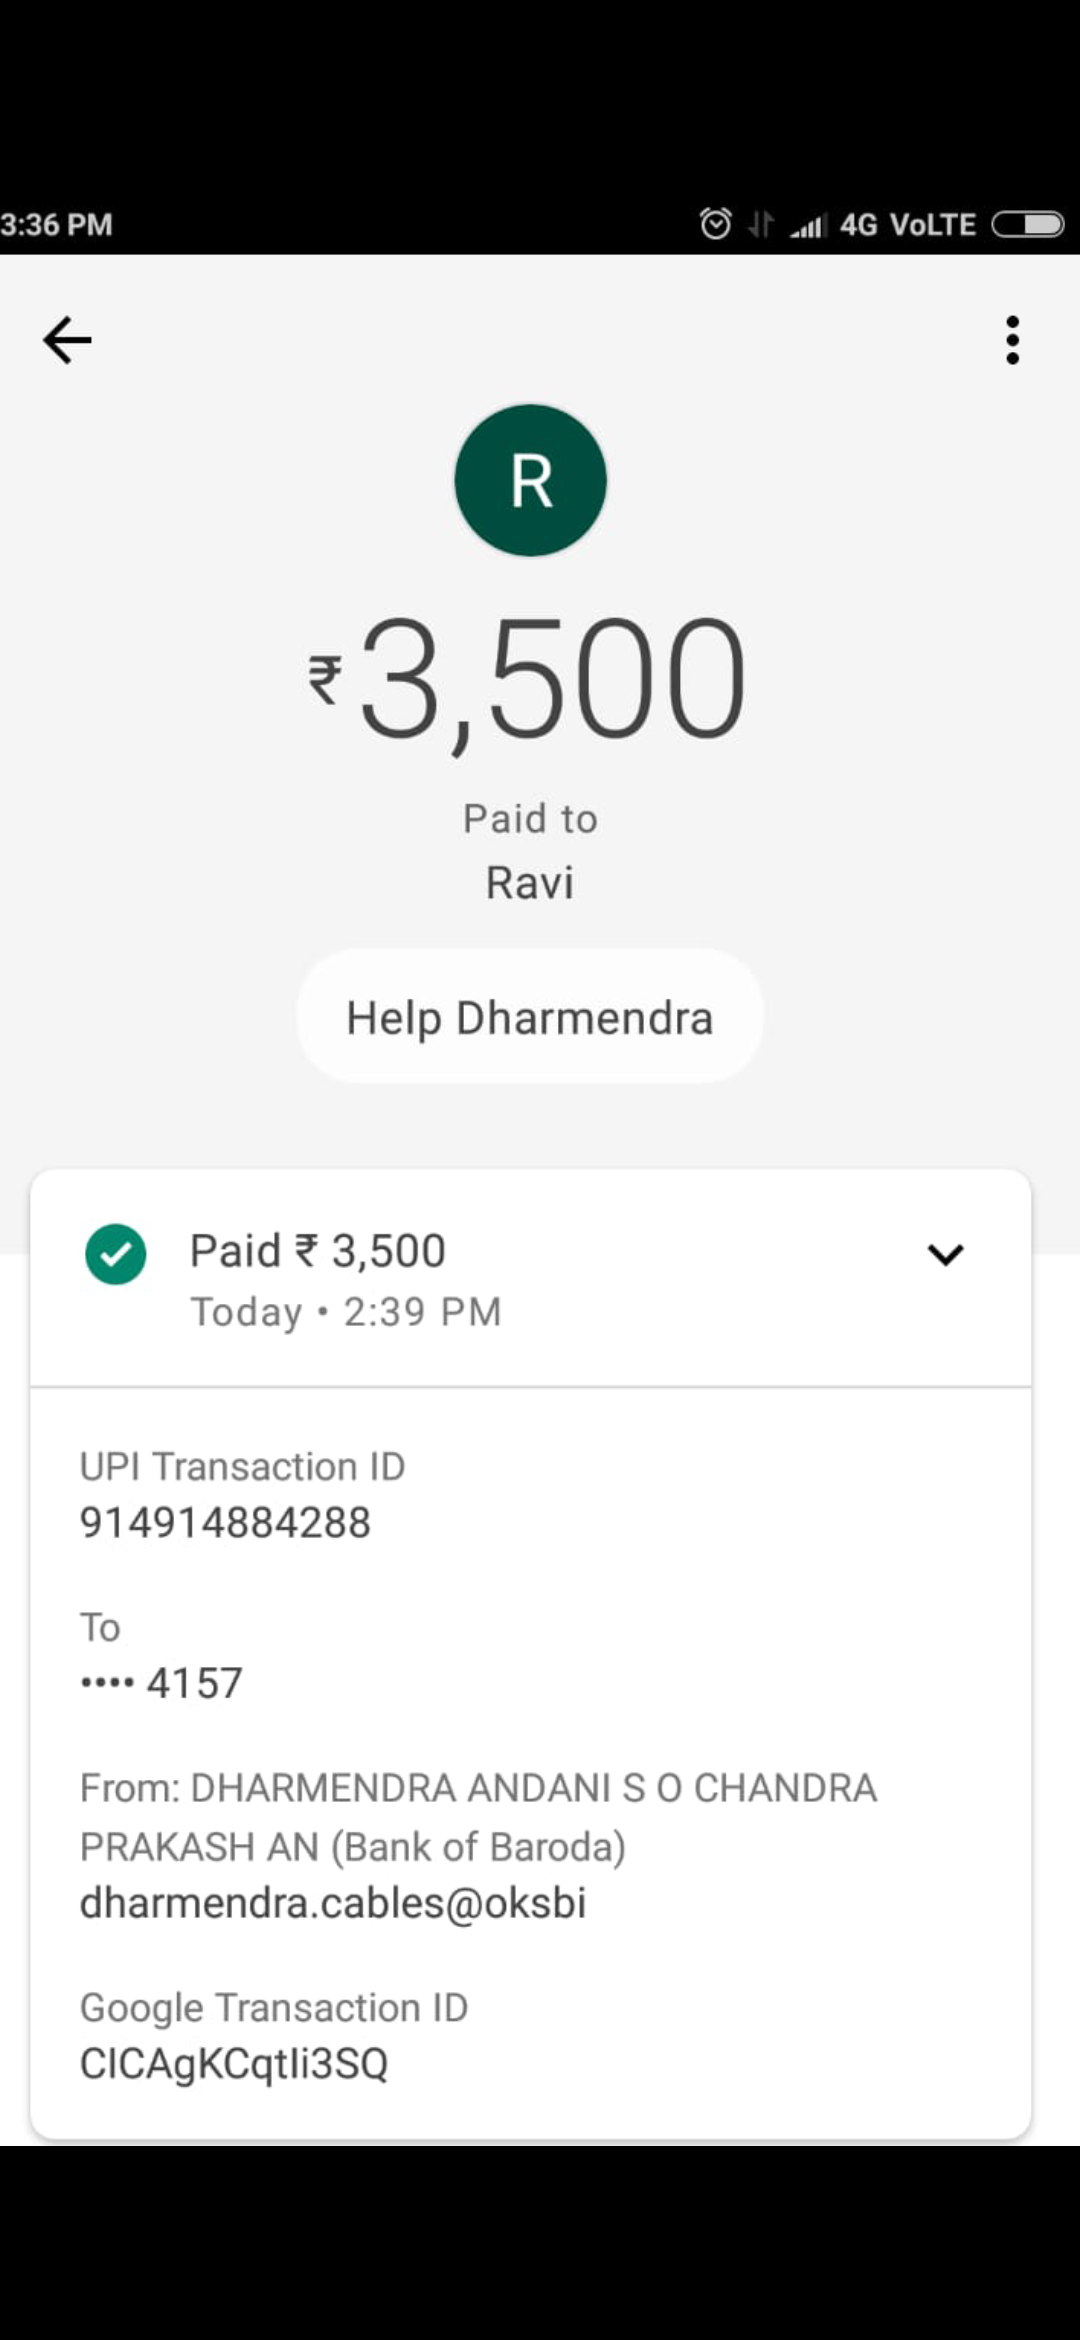 3:36 PM 4G VoLTE
R
₹3,500
Paid to
Ravi
Help Dharmendra
Paid ₹ 3,500
Today • 2:39 PM
UPI Transaction ID
914914884288
To
•••• 4157
From: DHARMENDRA ANDANI S O CHANDRA
PRAKASH AN (Bank of Baroda)
dharmendra.cables@oksbi
Google Transaction ID
CICAgKCqtIi3SQ